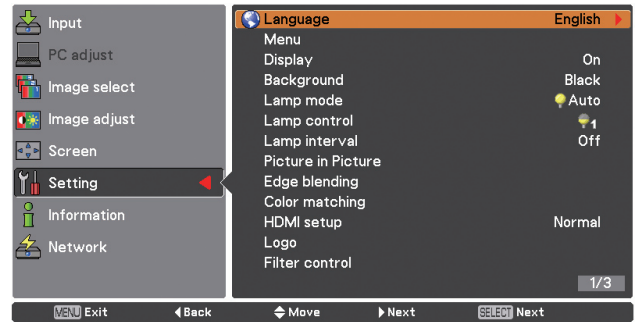 Input
PC adjust
Image select
Image adjust
Screen
Setting
Information
Network
Language English
Menu
Display On
Background Black
Lamp mode Auto
Lamp control 1
Lamp interval Off
Picture in Picture
Edge blending
Color matching
HDMI setup Normal
Logo
Filter control
1/3
MENU Exit Back Move Next SELECT Next